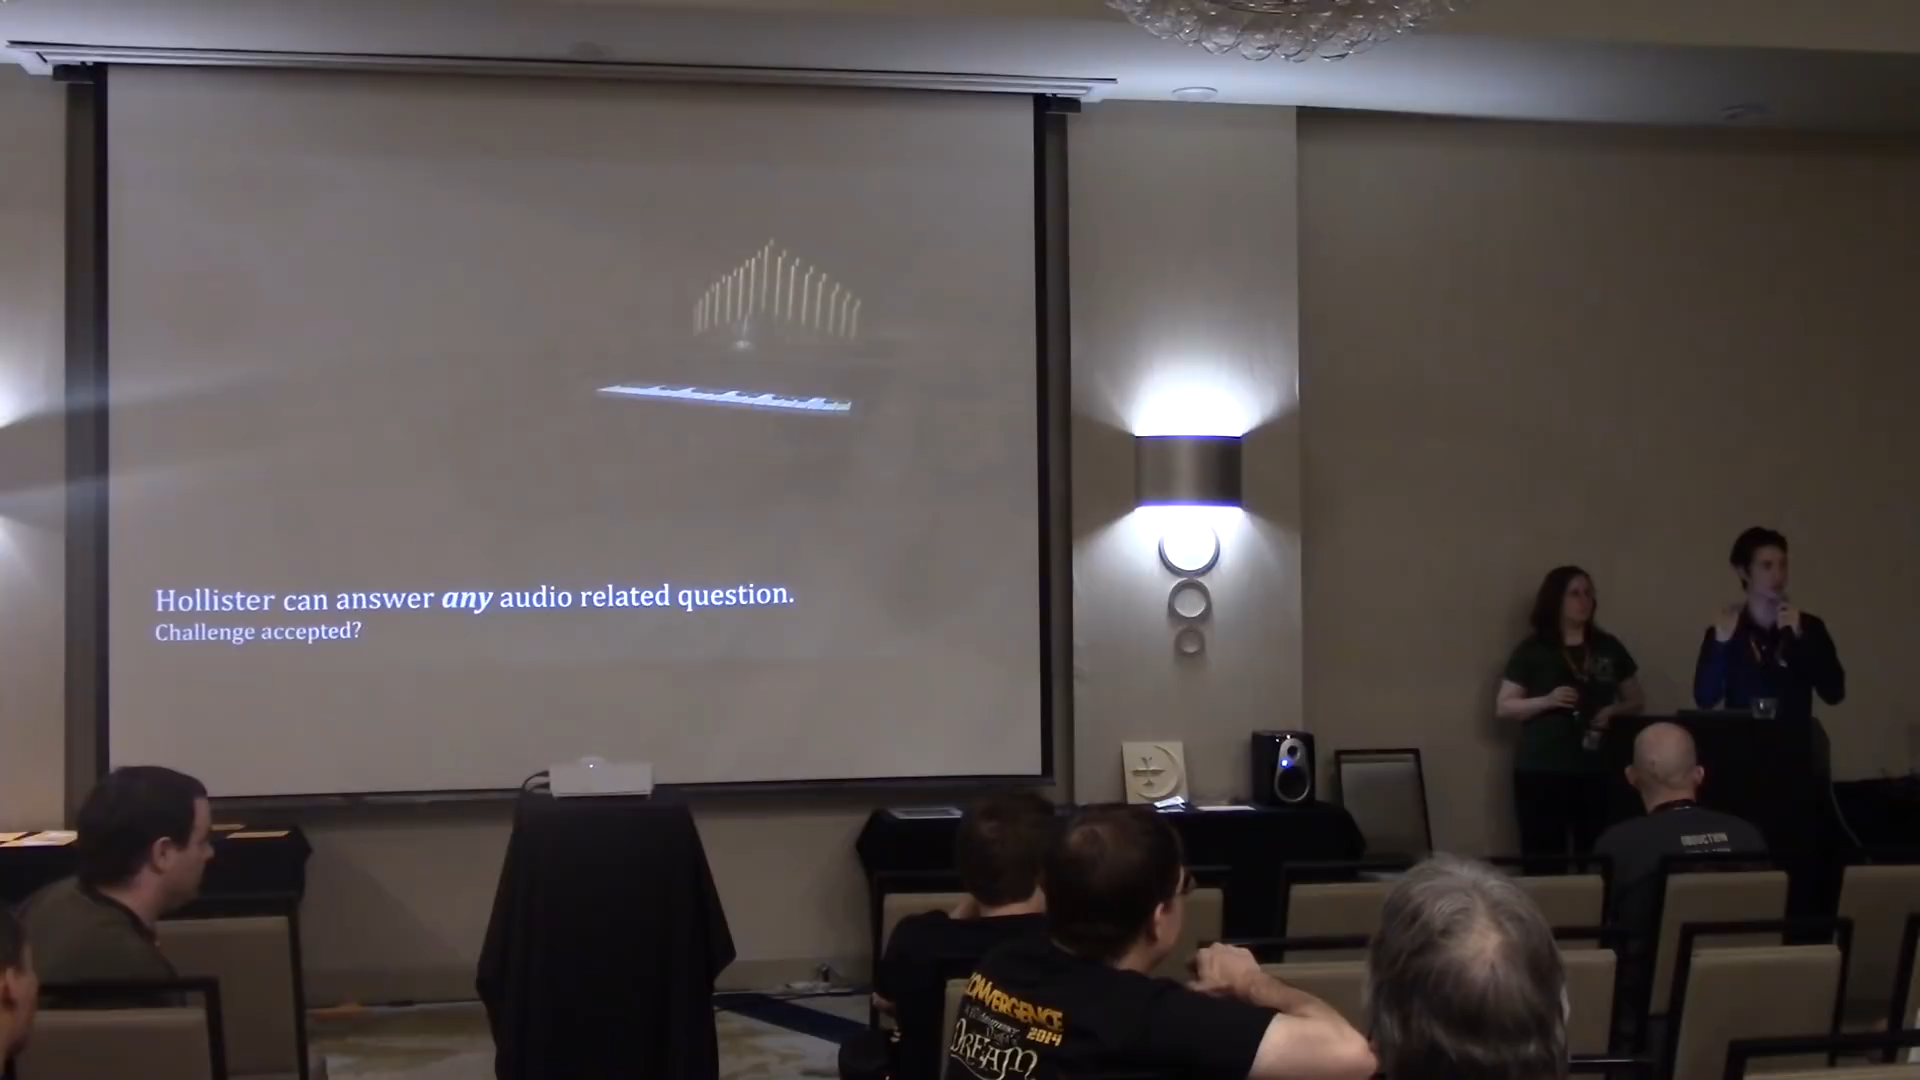 Hollister can answer any audio related question.
Challenge accepted?
CONVERGENCE
2014
DREAM